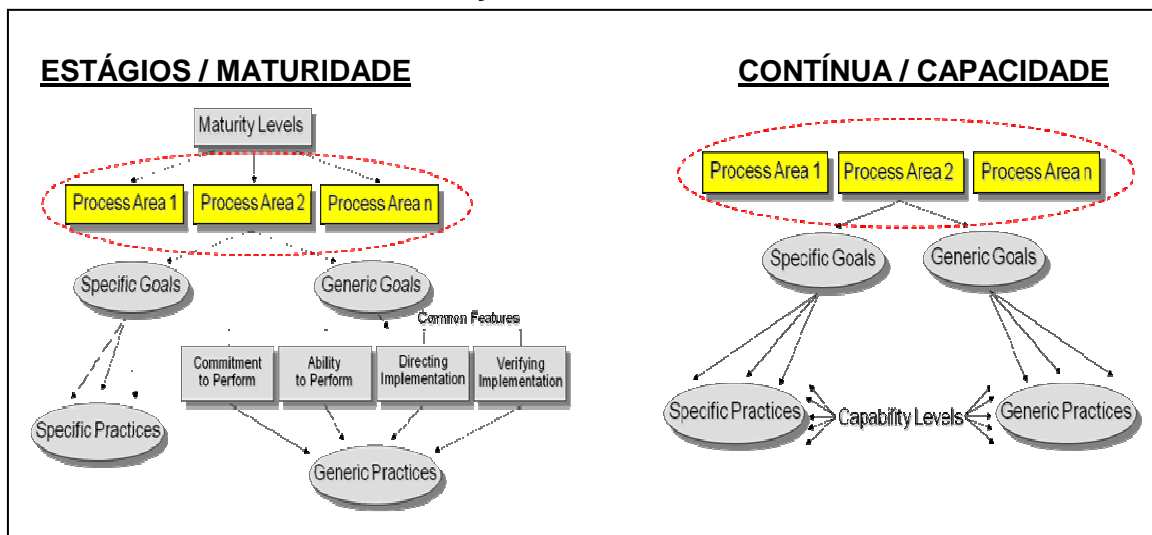 ESTÁGIOS / MATURIDADE
Maturity Levels
Process Area 1
Process Area 2
Process Area n
Specific Goals
Generic Goals
Common Features
Commitment
to Perform
Ability
to Perform
Directing
Implementation
Verifying
Implementation
Specific Practices
Generic Practices
CONTÍNUA / CAPACIDADE
Process Area 1
Process Area 2
Process Area n
Specific Goals
Generic Goals
Specific Practices
Capability Levels
Generic Practices